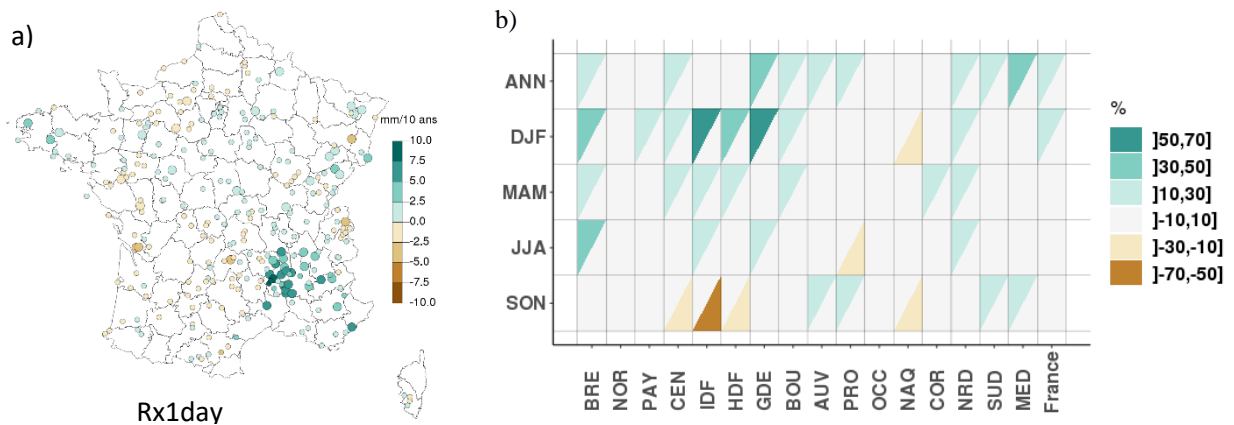 a)
mm/10 ans
10.0
7.5
5.0
2.5
0.0
-2.5
-5.0
-7.5
-10.0
Rx1day
b)
ANN
DJF
MAM
JJA
SON
BRE
NOR
PAY
CEN
IDF
HDF
GDE
BOU
AUV
PRO
OCC
NAQ
COR
NRD
SUD
MED
France
%
]50,70]
]30,50]
]10,30]
]-10,10]
]-30,-10]
]-70,-50]